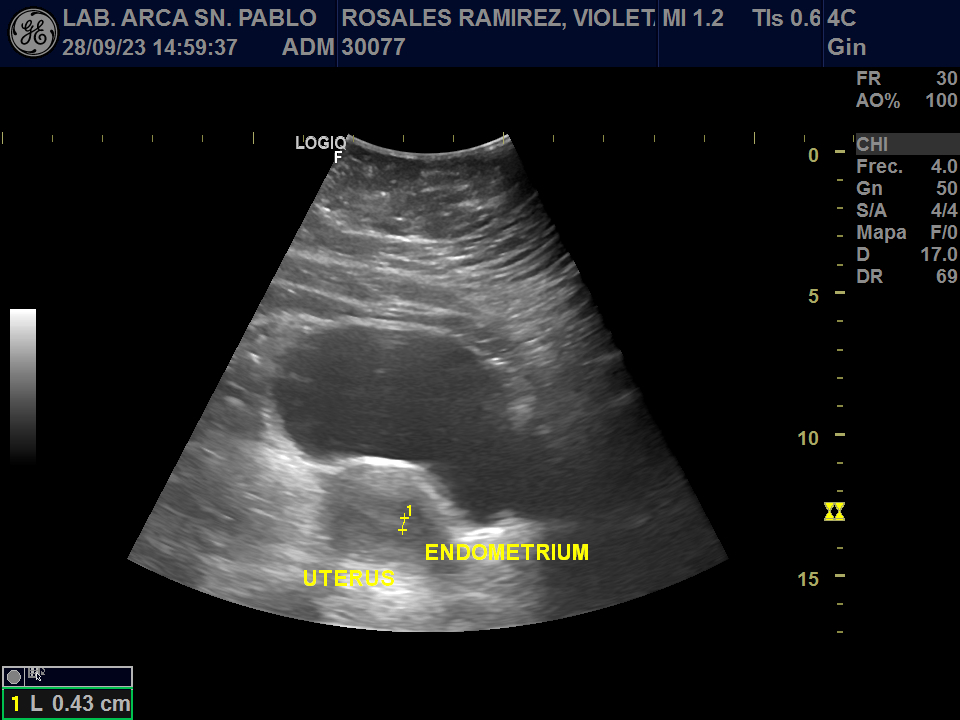 LAB. ARCA SN. PABLO
ROSALES RAMIREZ, VIOLET
MI 1.2 TIs 0.6
4C
28/09/23 14:59:37 ADM
30077
Gin
FR 30
AO% 100
LOGIQ
F
CHI
Frec. 4.0
Gn 50
S/A 4/4
Mapa F/0
D 17.0
DR 69
0
5
10
15
1
ENDOMETRIUM
UTERUS
1 L 0.43 cm